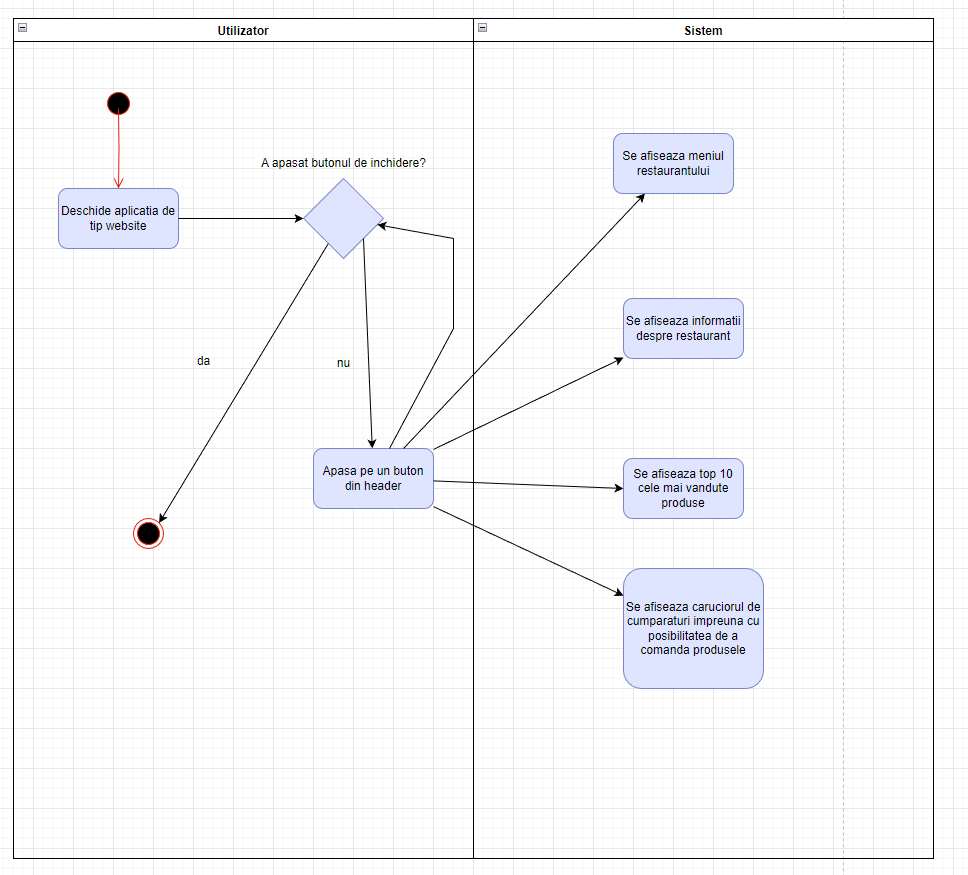 Utilizator
Sistem
A apasat butonul de inchidere?
Se afiseaza meniul
restaurantului
Deschide aplicatia de
tip website
Se afiseaza informatii
despre restaurant
da
nu
Apasa pe un buton
din header
Se afiseaza top 10
cele mai vandute
produse
Se afiseaza caruciorul de
cumparaturi impreuna cu
posibilitatea de a
comanda produsele